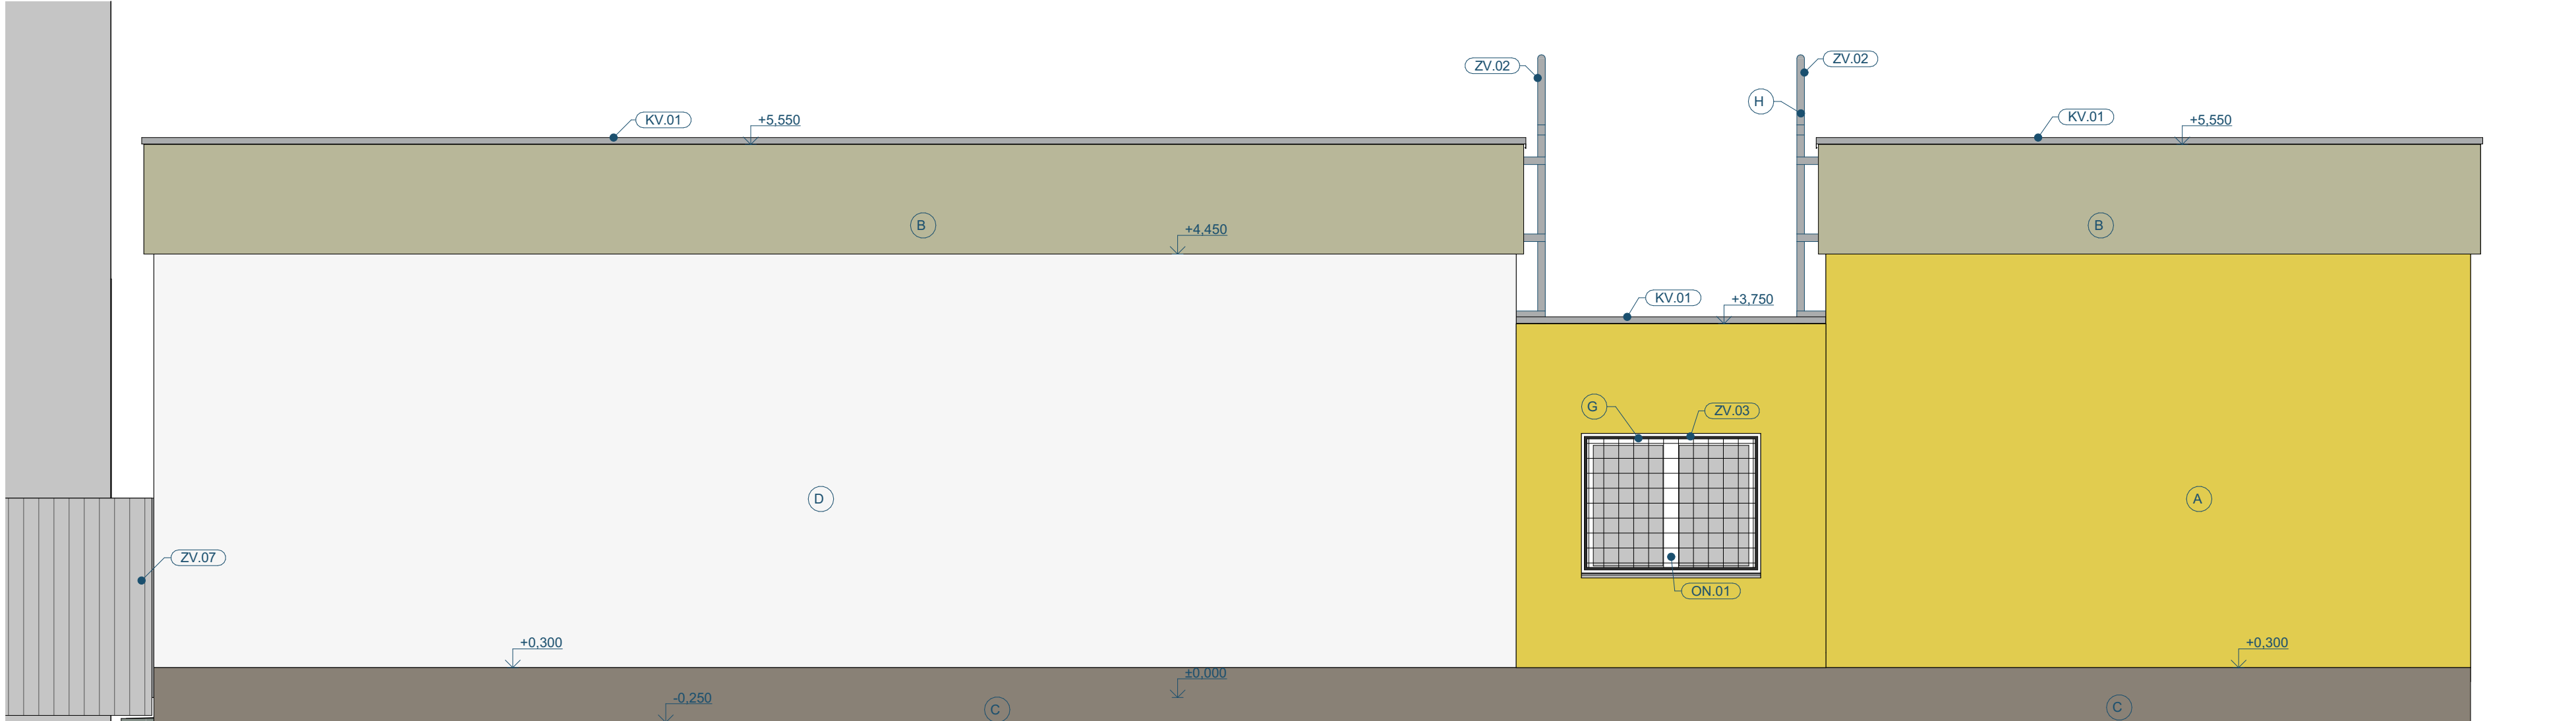 ZV.02
ZV.02
H
KV.01
+5,550
KV.01
+5,550
B
+4,450
B
KV.01
+3,750
G
ZV.03
D
A
ZV.07
ON.01
+0,300
+0,300
±0,000
-0,250
C
C